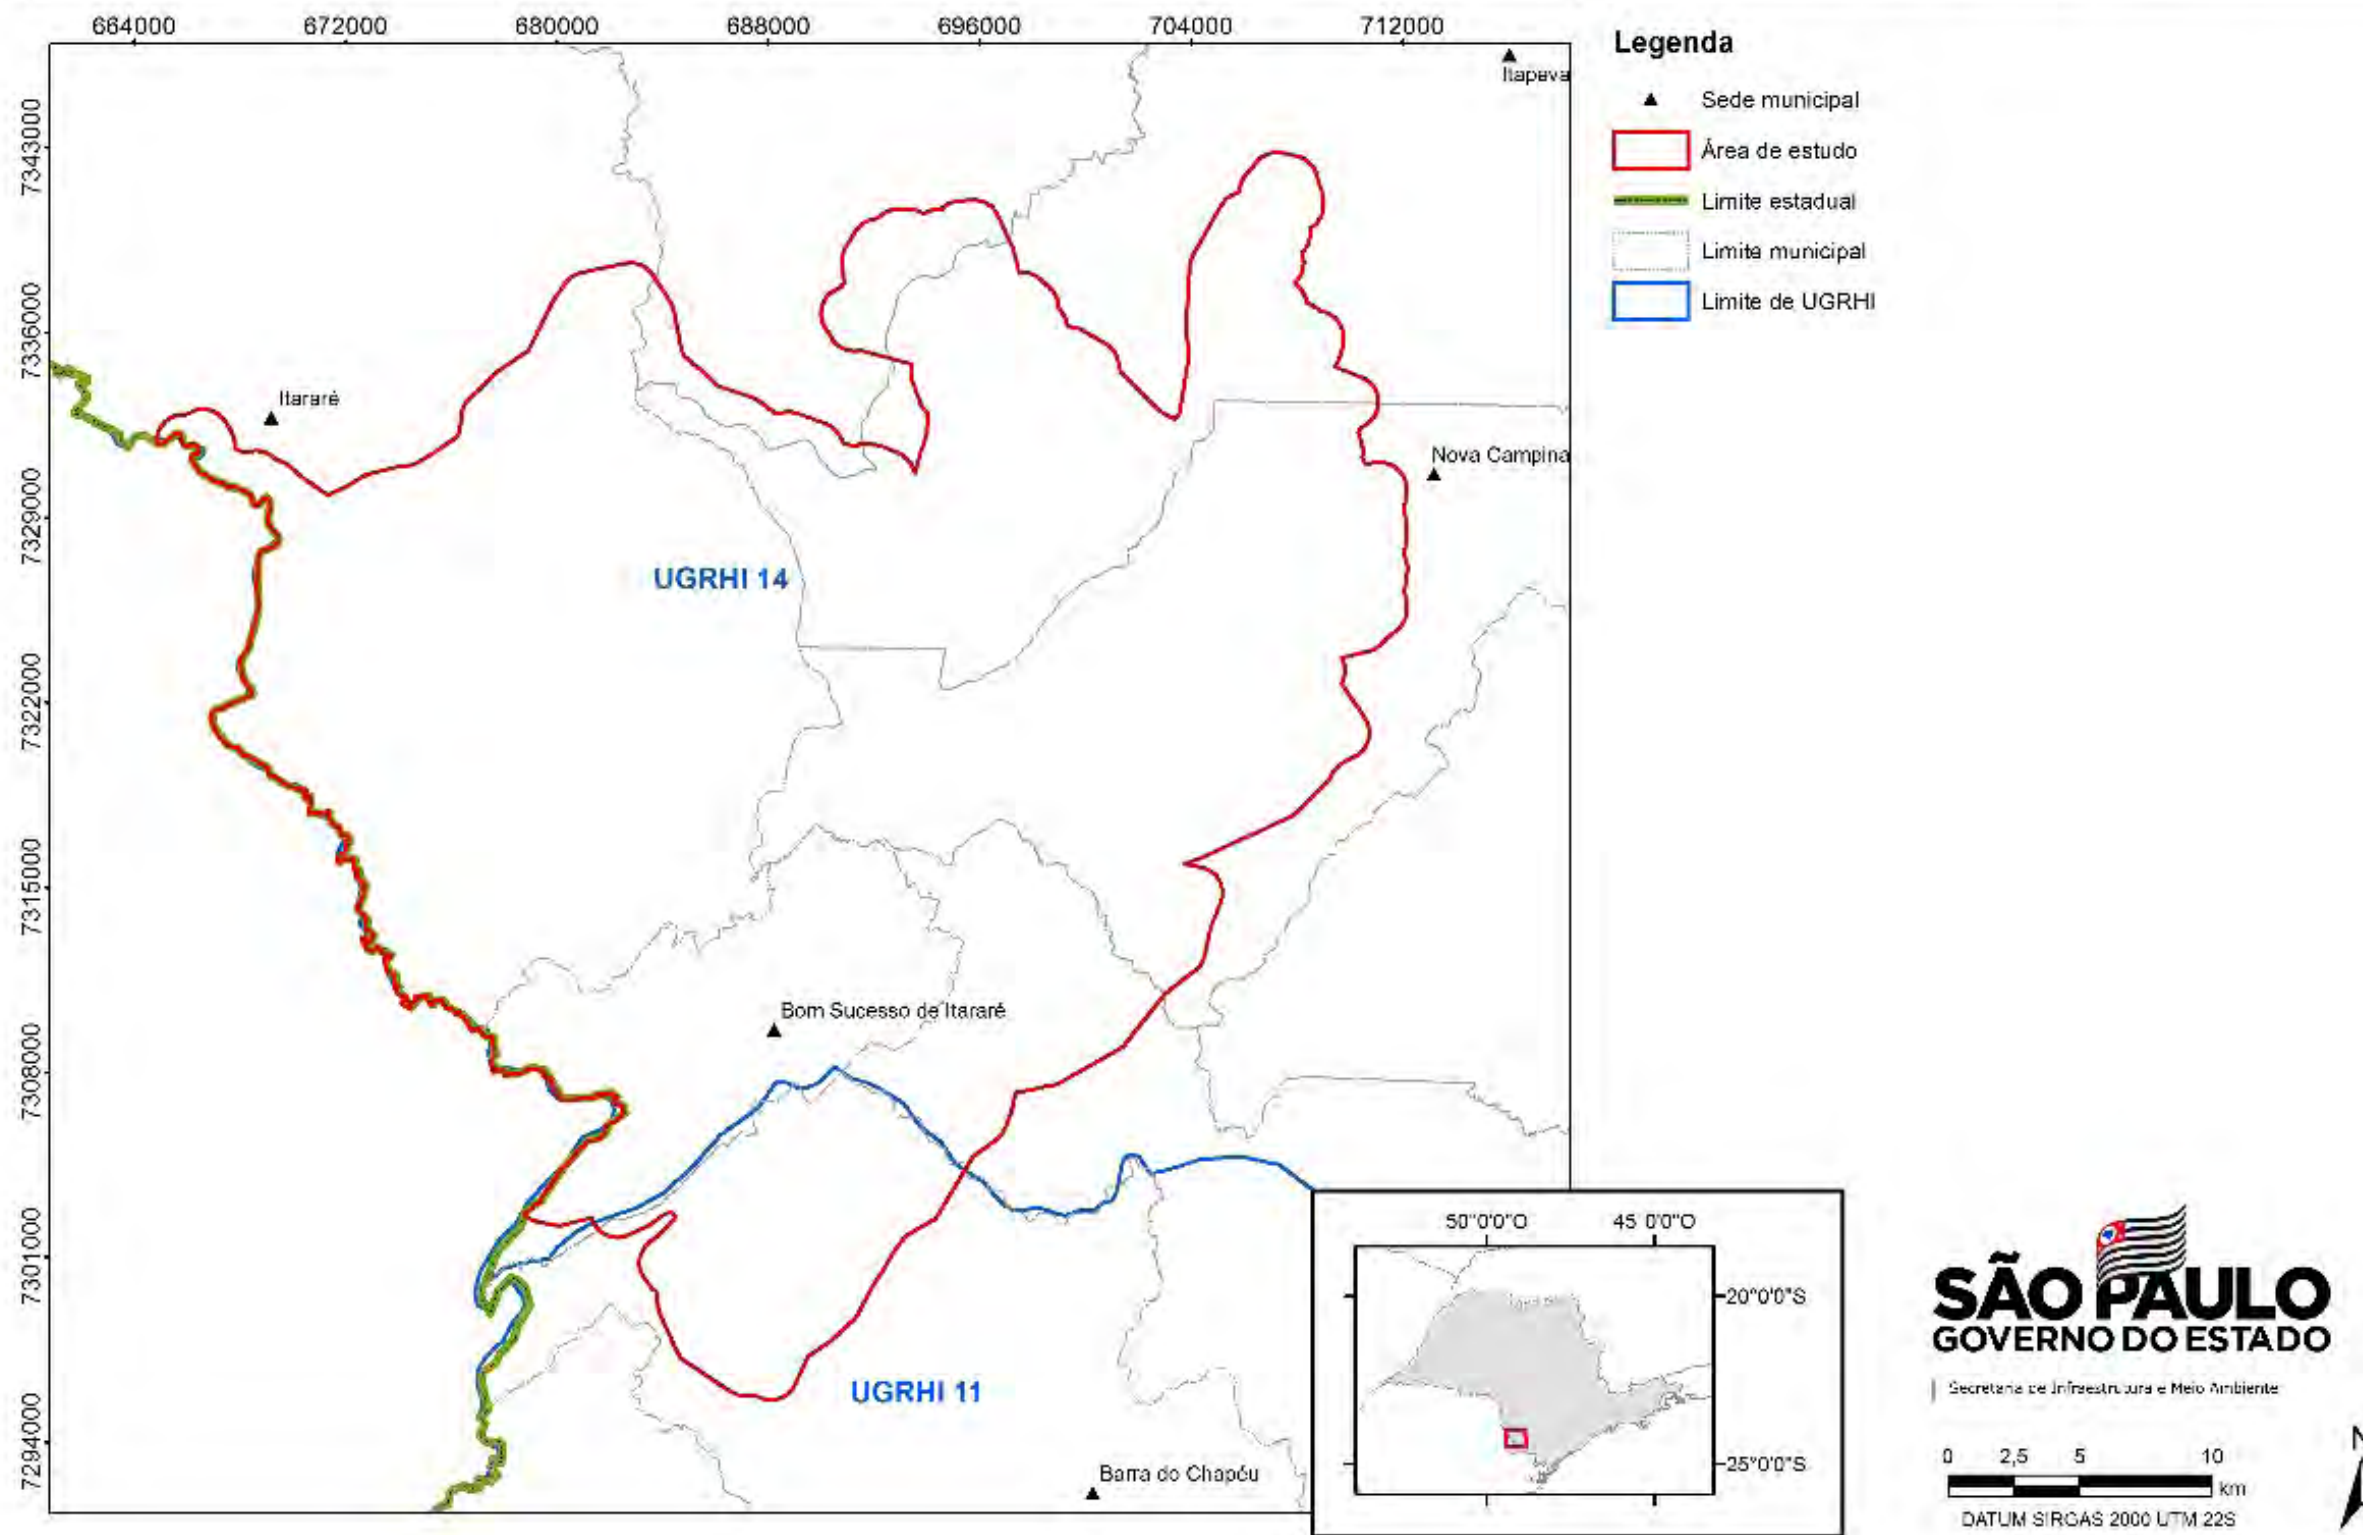 664000 672000 680000 688000 696000 704000 712000
7343000
7336000
7329000
7322000
7315000
7308000
7301000
7294000
Itapeva
Itararé
Nova Campina
UGRHI 14
Bom Sucesso de Itararé
UGRHI 11
Barra do Chapéu
Legenda
Sede municipal
Área de estudo
Limite estadual
Limite municipal
Limite de UGRHI
50°0'0"O 45°0'0"O
20°0'0"S
25°0'0"S
SÃO PAULO
GOVERNO DO ESTADO
Secretaria de Infraestrutura e Meio Ambiente
0 2,5 5 10
km
DATUM SIRGAS 2000 UTM 22S
N